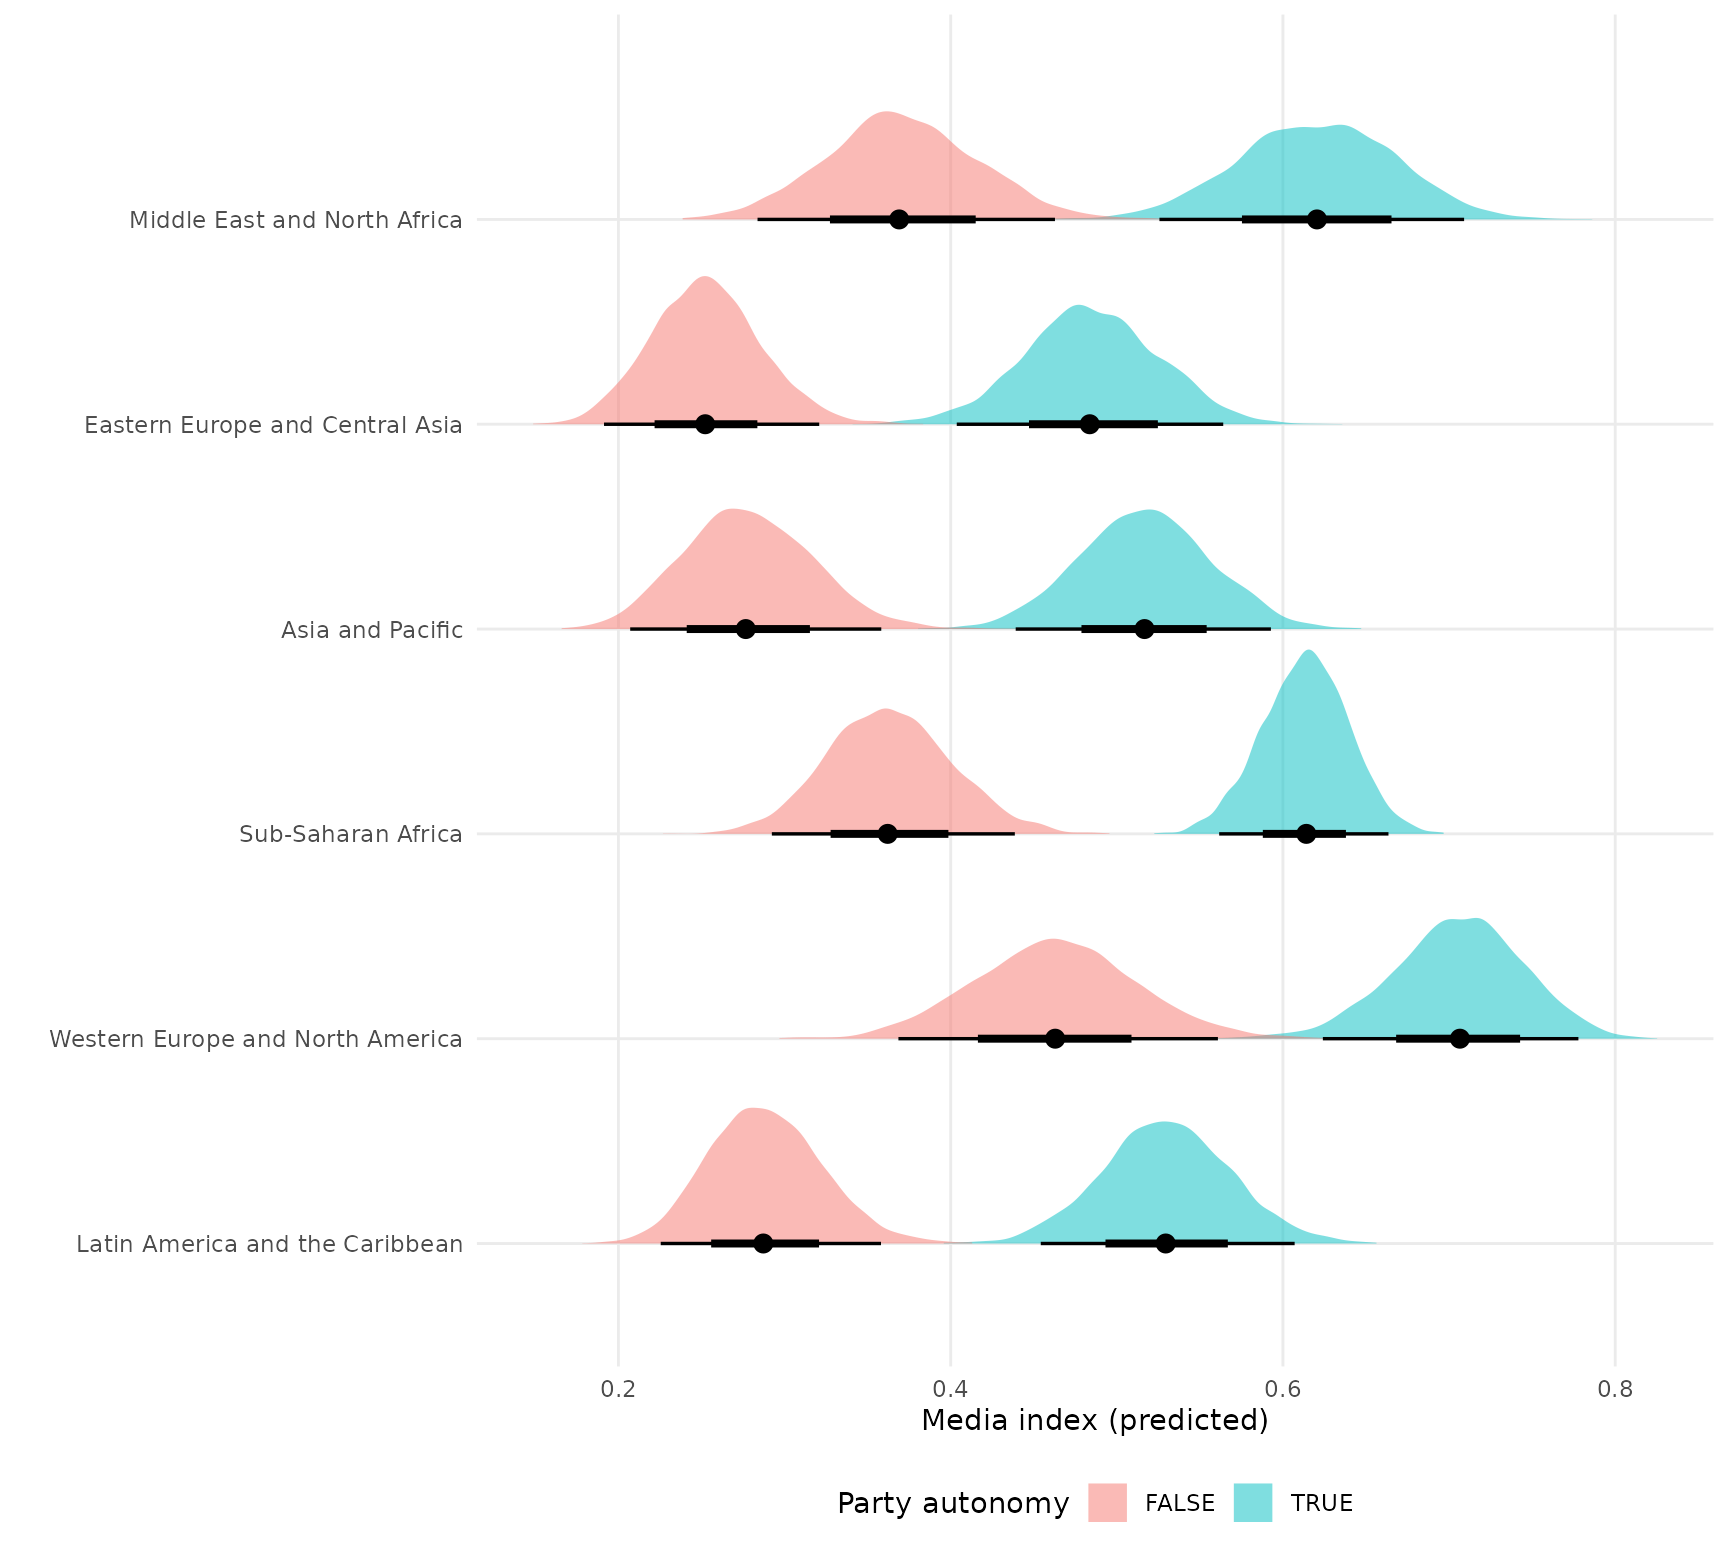 Middle East and North Africa
Eastern Europe and Central Asia
Asia and Pacific
Sub-Saharan Africa
Western Europe and North America
Latin America and the Caribbean
0.2 0.4 0.6 0.8
Media index (predicted)
Party autonomy FALSE TRUE